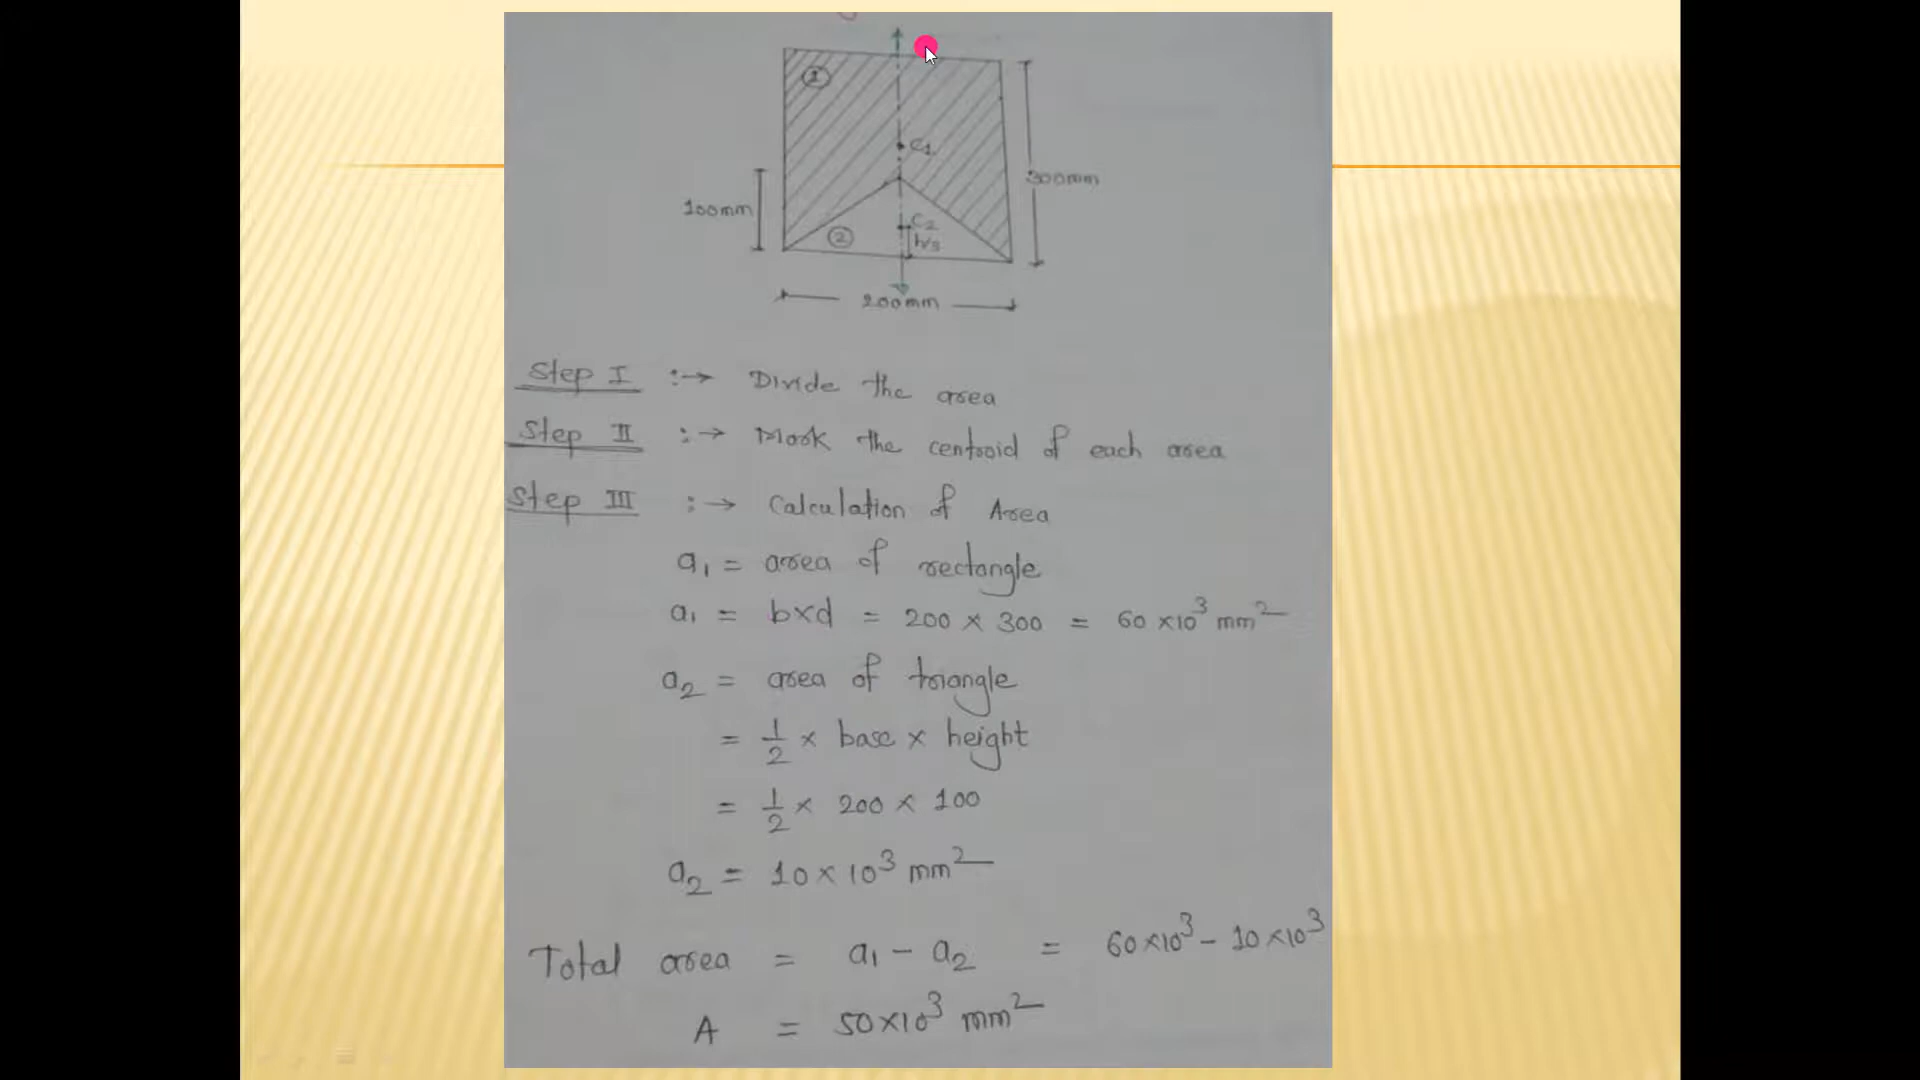 1
C1
300mm
100mm
C2
2
h/3
200mm
Step I :→ Divide the area
Step II :→ Mark the centroid of each area
Step III :→ Calculation of Area
a₁ = area of rectangle
a₁ = b×d = 200 × 300 = 60 ×10³ mm²
a₂ = area of triangle
= 1/2 × base × height
= 1/2 × 200 × 100
a₂ = 10 × 10³ mm²
Total area = a₁ − a₂ = 60×10³ − 10×10³
A = 50×10³ mm²